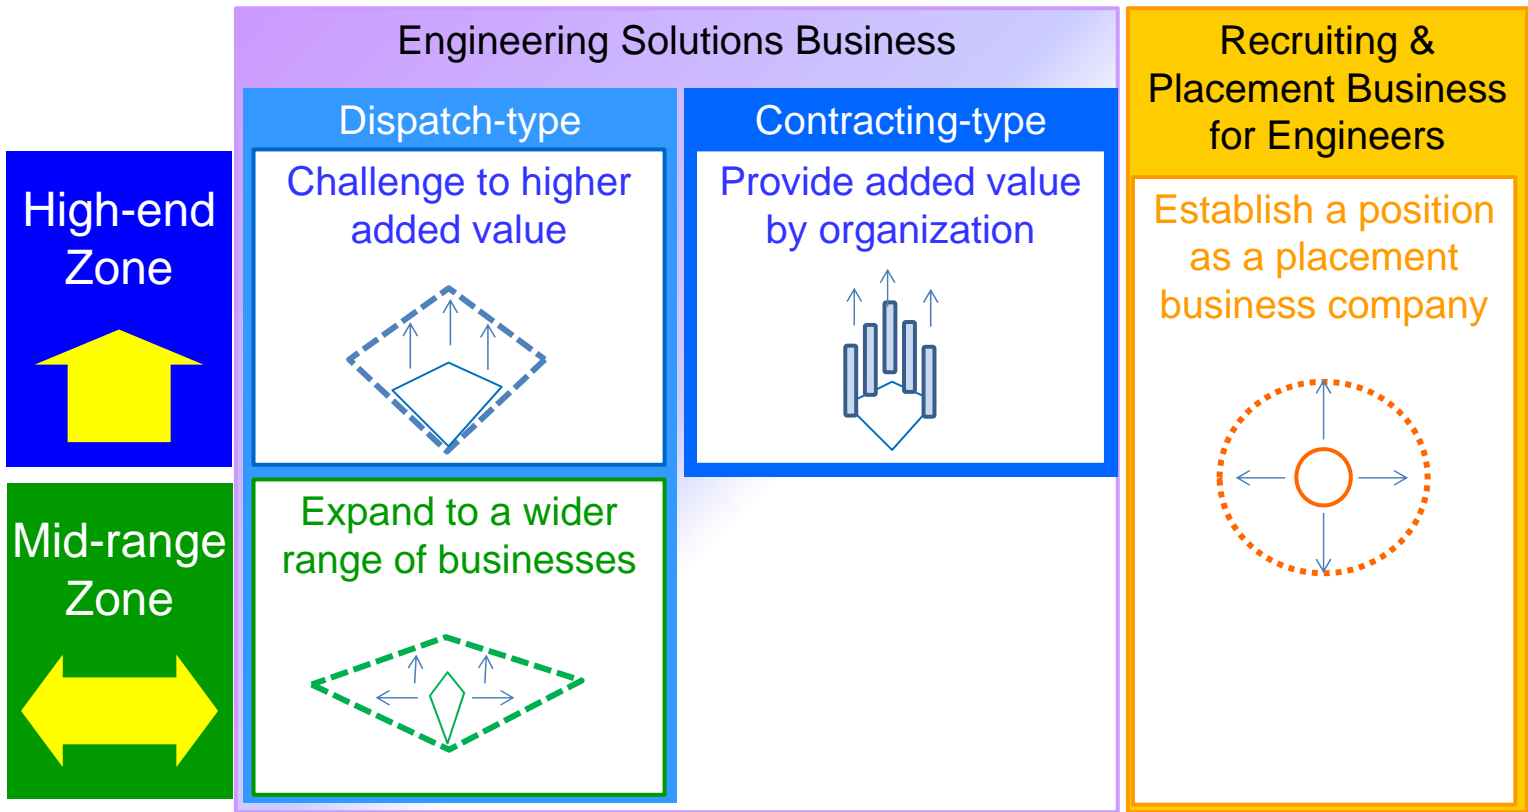 Engineering Solutions Business
Recruiting &
Placement Business
for Engineers
Dispatch-type
Contracting-type
High-end
Zone
Challenge to higher
added value
Provide added value
by organization
Establish a position
as a placement
business company
Mid-range
Zone
Expand to a wider
range of businesses